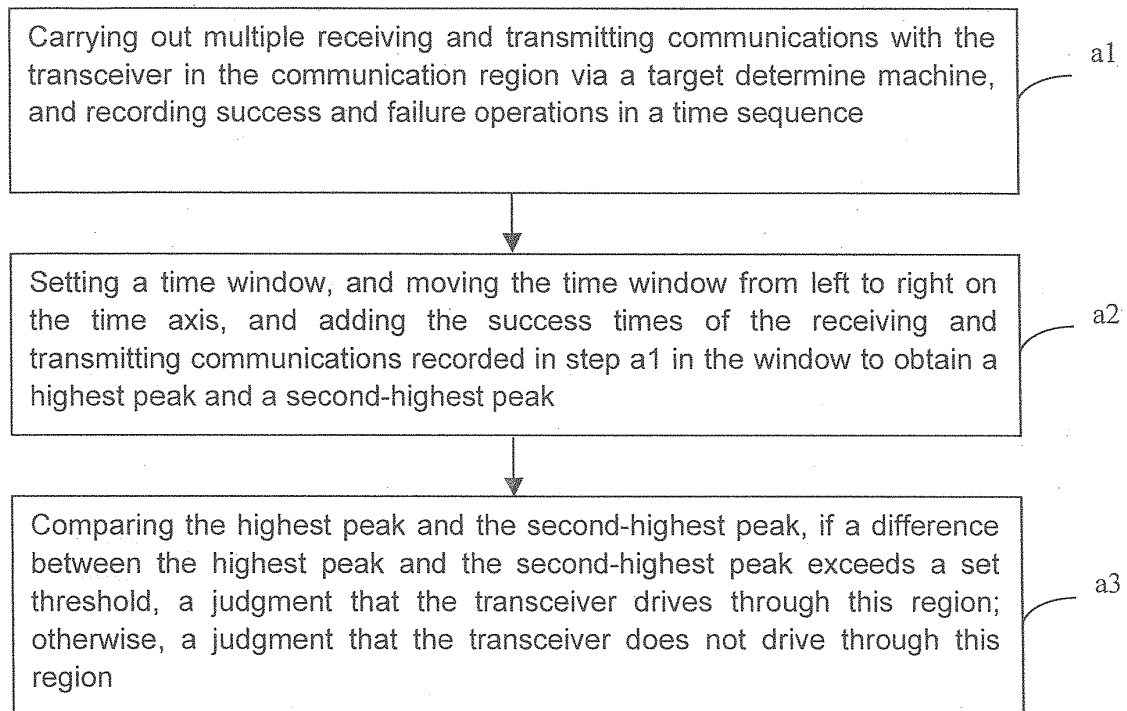 Carrying out multiple receiving and transmitting communications with the
transceiver in the communication region via a target determine machine,
and recording success and failure operations in a time sequence
a1
Setting a time window, and moving the time window from left to right on
the time axis, and adding the success times of the receiving and
transmitting communications recorded in step a1 in the window to obtain a
highest peak and a second-highest peak
a2
Comparing the highest peak and the second-highest peak, if a difference
between the highest peak and the second-highest peak exceeds a set
threshold, a judgment that the transceiver drives through this region;
otherwise, a judgment that the transceiver does not drive through this
region
a3